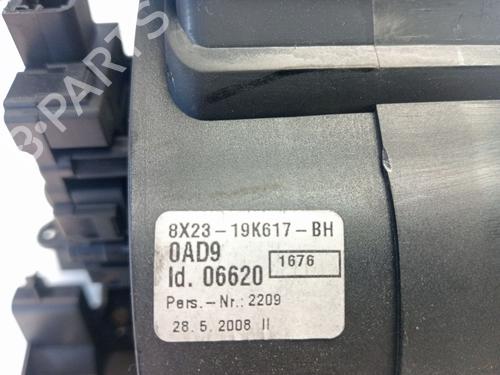 B-PARTS
8X23-19K617-BH
0AD9
Id. 06620 1676
Pers.-Nr.: 2209
28. 5. 2008 II